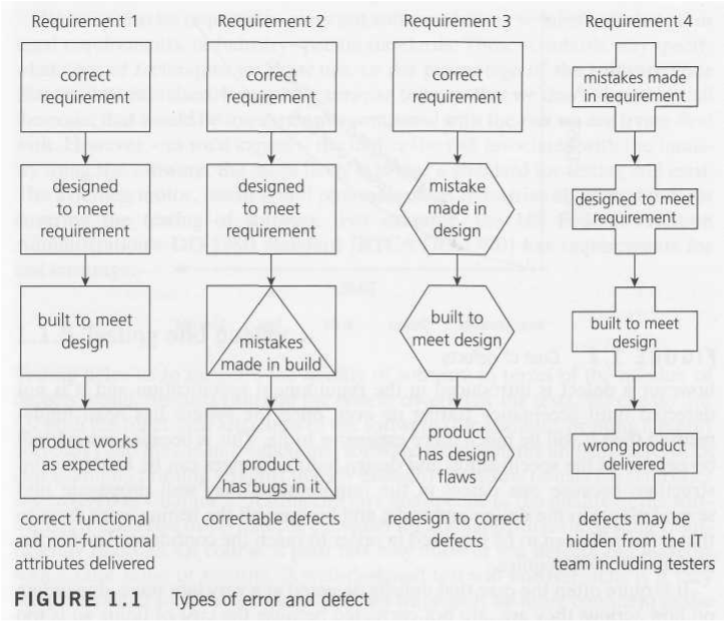 Requirement 1
Requirement 2
Requirement 3
Requirement 4
correct
requirement
correct
requirement
correct
requirement
mistakes made
in requirement
designed
to meet
requirement
designed
to meet
requirement
mistake
made in
design
designed to meet
requirement
built to meet
design
mistakes
made in build
built to
meet design
built to meet
design
product works
as expected
product
has bugs in it
product
has design
flaws
wrong product
delivered
correct functional
and non-functional
attributes delivered
correctable defects
redesign to correct
defects
defects may be
hidden from the IT
team including testers
FIGURE 1.1 Types of error and defect